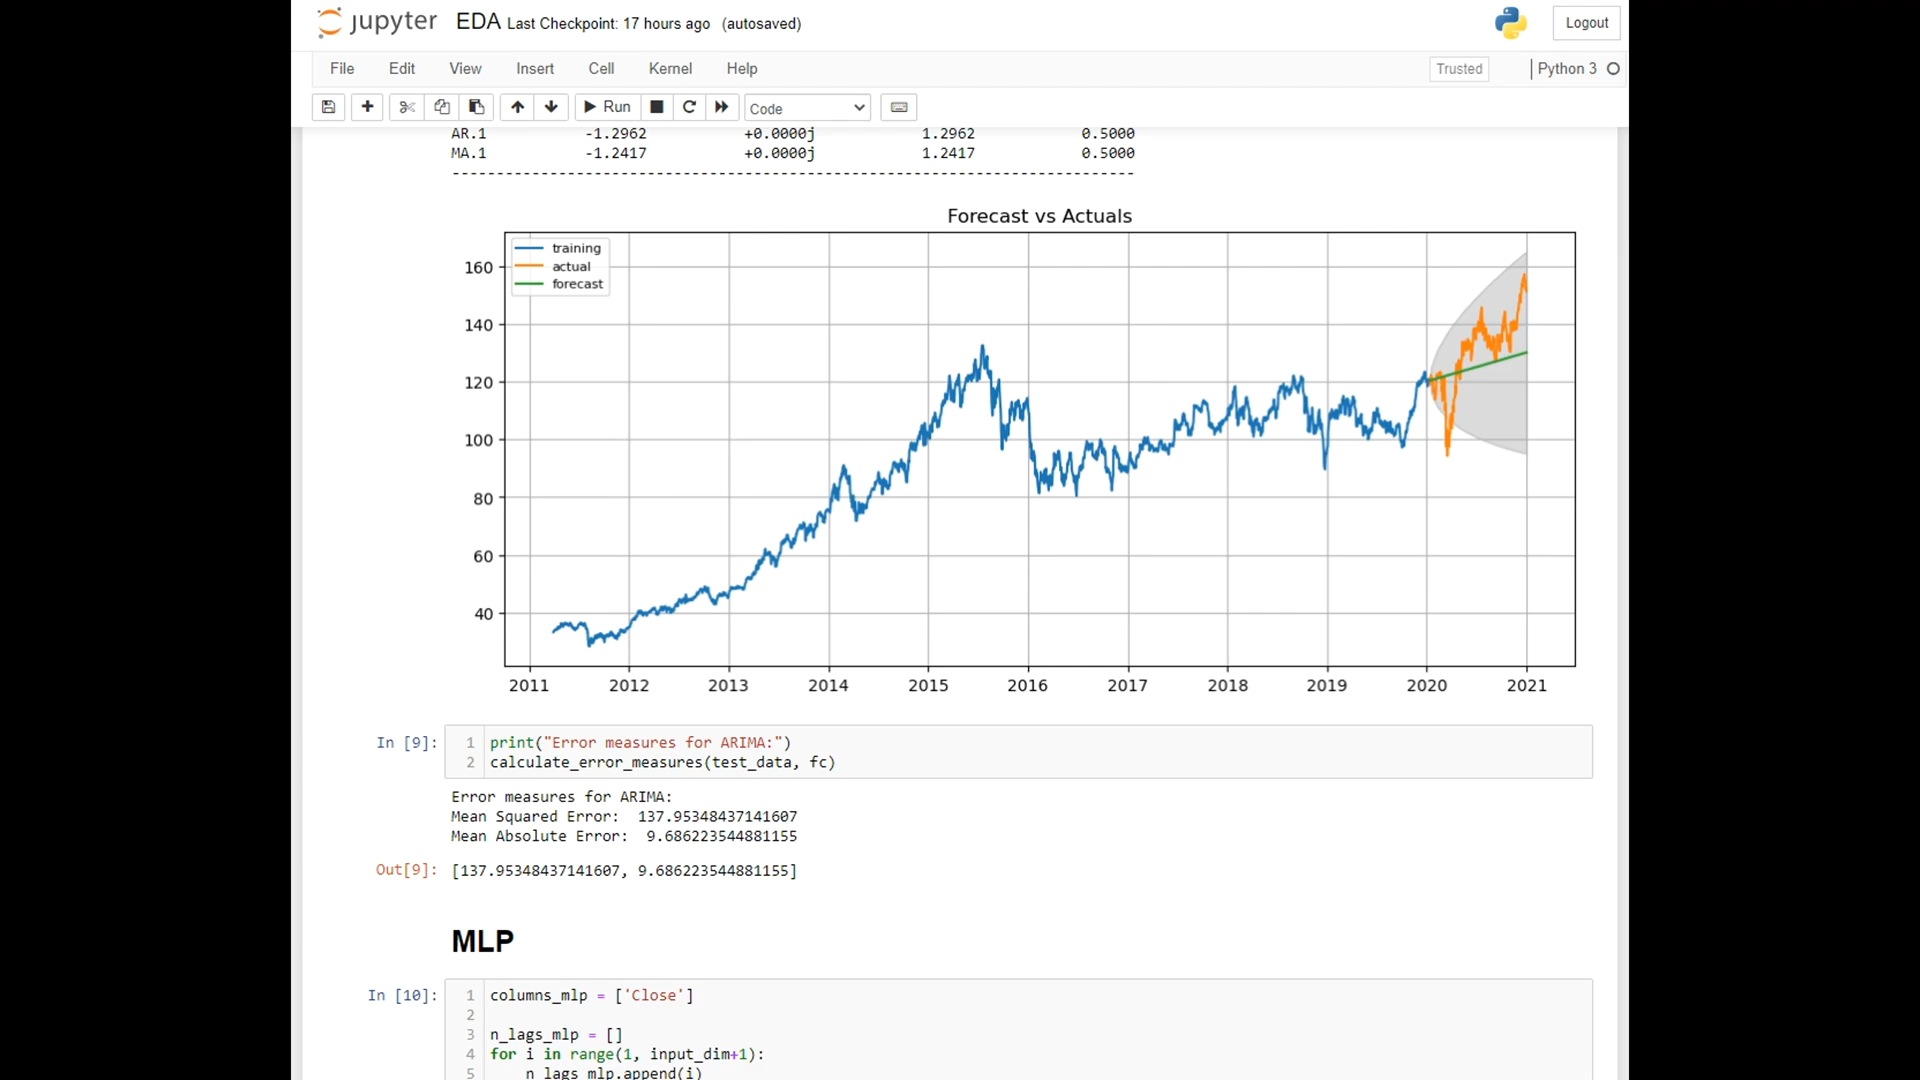 jupyter EDA Last Checkpoint: 17 hours ago (autosaved) Logout
File Edit View Insert Cell Kernel Help Trusted Python 3
Run Code
AR.1 -1.2962 +0.0000j 1.2962 0.5000
MA.1 -1.2417 +0.0000j 1.2417 0.5000
-----------------------------------------------------------------------------
Forecast vs Actuals
training
actual
forecast
160
140
120
100
80
60
40
2011 2012 2013 2014 2015 2016 2017 2018 2019 2020 2021
In [9]: 1 print("Error measures for ARIMA:")
2 calculate_error_measures(test_data, fc)
Error measures for ARIMA:
Mean Squared Error: 137.95348437141607
Mean Absolute Error: 9.686223544881155
Out[9]: [137.95348437141607, 9.686223544881155]
MLP
In [10]: 1 columns_mlp = ['Close']
2
3 n_lags_mlp = []
4 for i in range(1, input_dim+1):
5 n_lags_mlp.append(i)